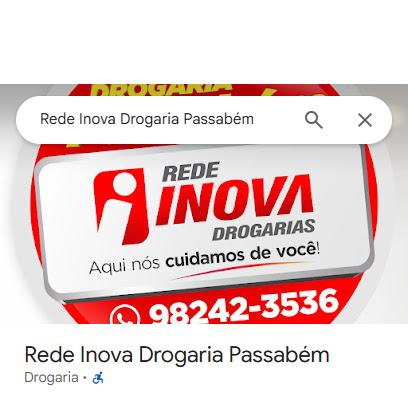 DROGARIA
Rede Inova Drogaria Passabém
REDE
INOVA
DROGARIAS
Aqui nós cuidamos de você!
98242-3536
Rede Inova Drogaria Passabém
Drogaria ·